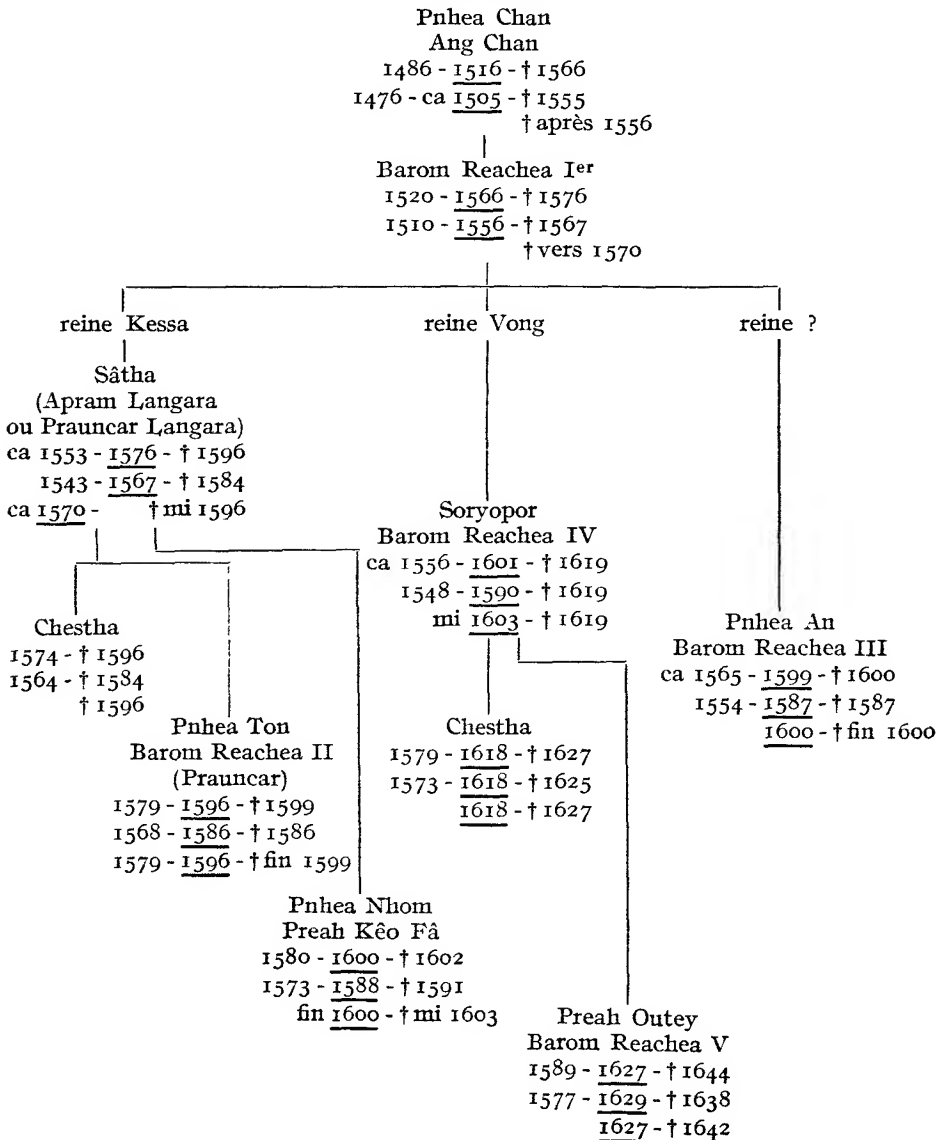 Pnhea Chan
Ang Chan
1486 - 1516 - † 1566
1476 - ca 1505 - † 1555
† après 1556
Barom Reachea Ier
1520 - 1566 - † 1576
1510 - 1556 - † 1567
† vers 1570
reine Kessa
reine Vong
reine ?
Sâtha
(Apram Langara
ou Prauncar Langara)
ca 1553 - 1576 - † 1596
1543 - 1567 - † 1584
ca 1570 - † mi 1596
Chestha
1574 - † 1596
1564 - † 1584
† 1596
Pnhea Ton
Barom Reachea II
(Prauncar)
1579 - 1596 - † 1599
1568 - 1586 - † 1586
1579 - 1596 - † fin 1599
Pnhea Nhom
Preah Kêo Fâ
1580 - 1600 - † 1602
1573 - 1588 - † 1591
fin 1600 - † mi 1603
Soryopor
Barom Reachea IV
ca 1556 - 1601 - † 1619
1548 - 1590 - † 1619
mi 1603 - † 1619
Chestha
1579 - 1618 - † 1627
1573 - 1618 - † 1625
1618 - † 1627
Preah Outey
Barom Reachea V
1589 - 1627 - † 1644
1577 - 1629 - † 1638
1627 - † 1642
Pnhea An
Barom Reachea III
ca 1565 - 1599 - † 1600
1554 - 1587 - † 1587
1600 - † fin 1600